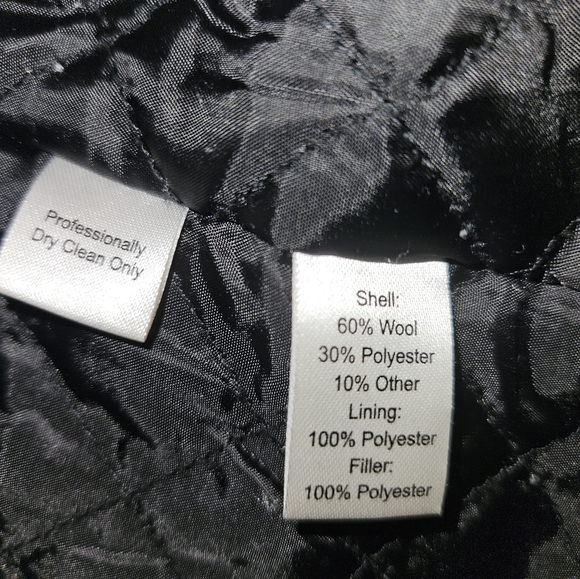 Professionally
Dry Clean Only
Shell:
60% Wool
30% Polyester
10% Other
Lining:
100% Polyester
Filler:
100% Polyester